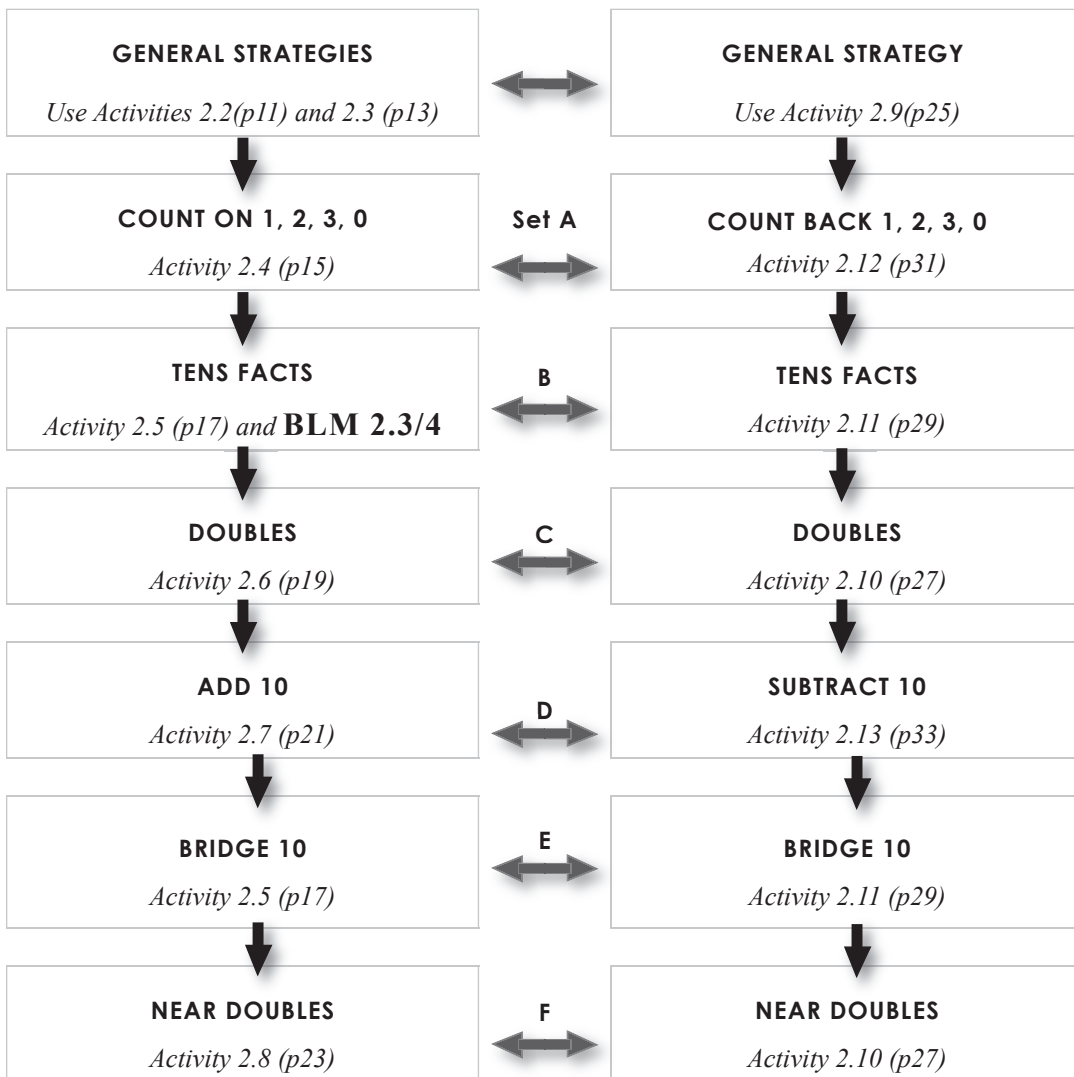 GENERAL STRATEGIES
Use Activities 2.2(p11) and 2.3 (p13)
GENERAL STRATEGY
Use Activity 2.9(p25)
COUNT ON 1, 2, 3, 0
Activity 2.4 (p15)
Set A
COUNT BACK 1, 2, 3, 0
Activity 2.12 (p31)
TENS FACTS
Activity 2.5 (p17) and BLM 2.3/4
B
TENS FACTS
Activity 2.11 (p29)
DOUBLES
Activity 2.6 (p19)
C
DOUBLES
Activity 2.10 (p27)
ADD 10
Activity 2.7 (p21)
D
SUBTRACT 10
Activity 2.13 (p33)
BRIDGE 10
Activity 2.5 (p17)
E
BRIDGE 10
Activity 2.11 (p29)
NEAR DOUBLES
Activity 2.8 (p23)
F
NEAR DOUBLES
Activity 2.10 (p27)